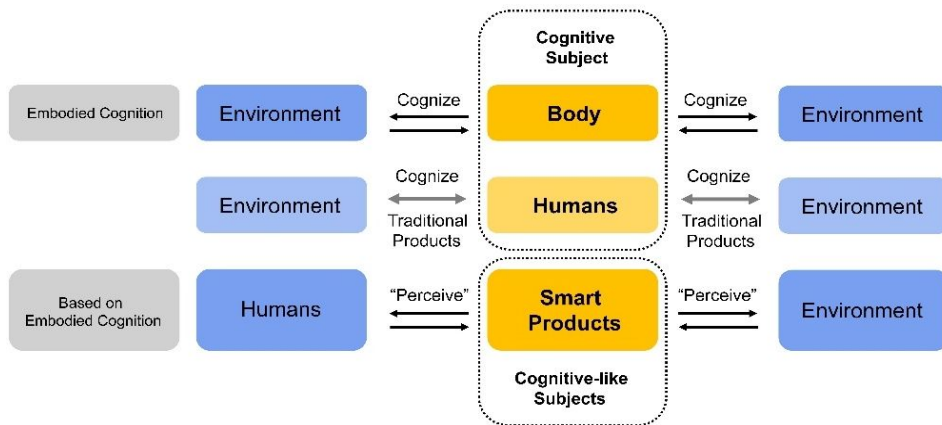 Cognitive
Subject
Embodied Cognition
Environment
Cognize
Body
Cognize
Environment
Environment
Cognize
Traditional
Products
Humans
Cognize
Traditional
Products
Environment
Based on
Embodied Cognition
Humans
“Perceive”
Smart
Products
“Perceive”
Environment
Cognitive-like
Subjects